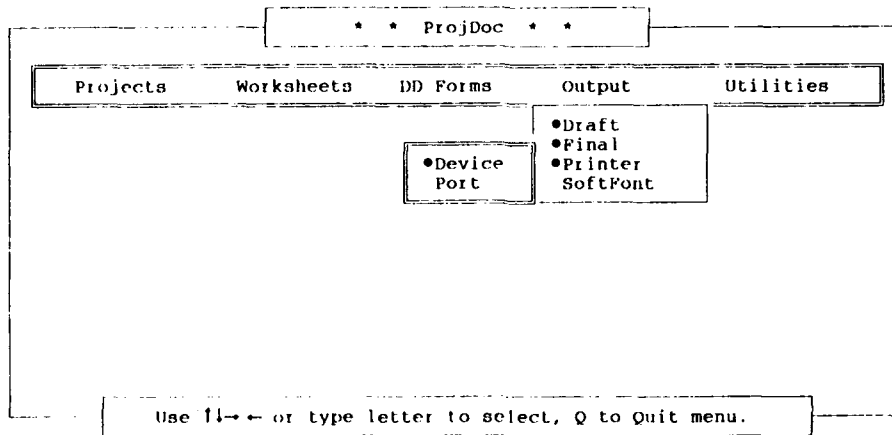 * * ProjDoc * *
Projects Worksheets DD Forms Output Utilities
●Draft
●Final
●Device ●Printer
Port SoftFont
Use ↑↓→← or type letter to select, Q to Quit menu.